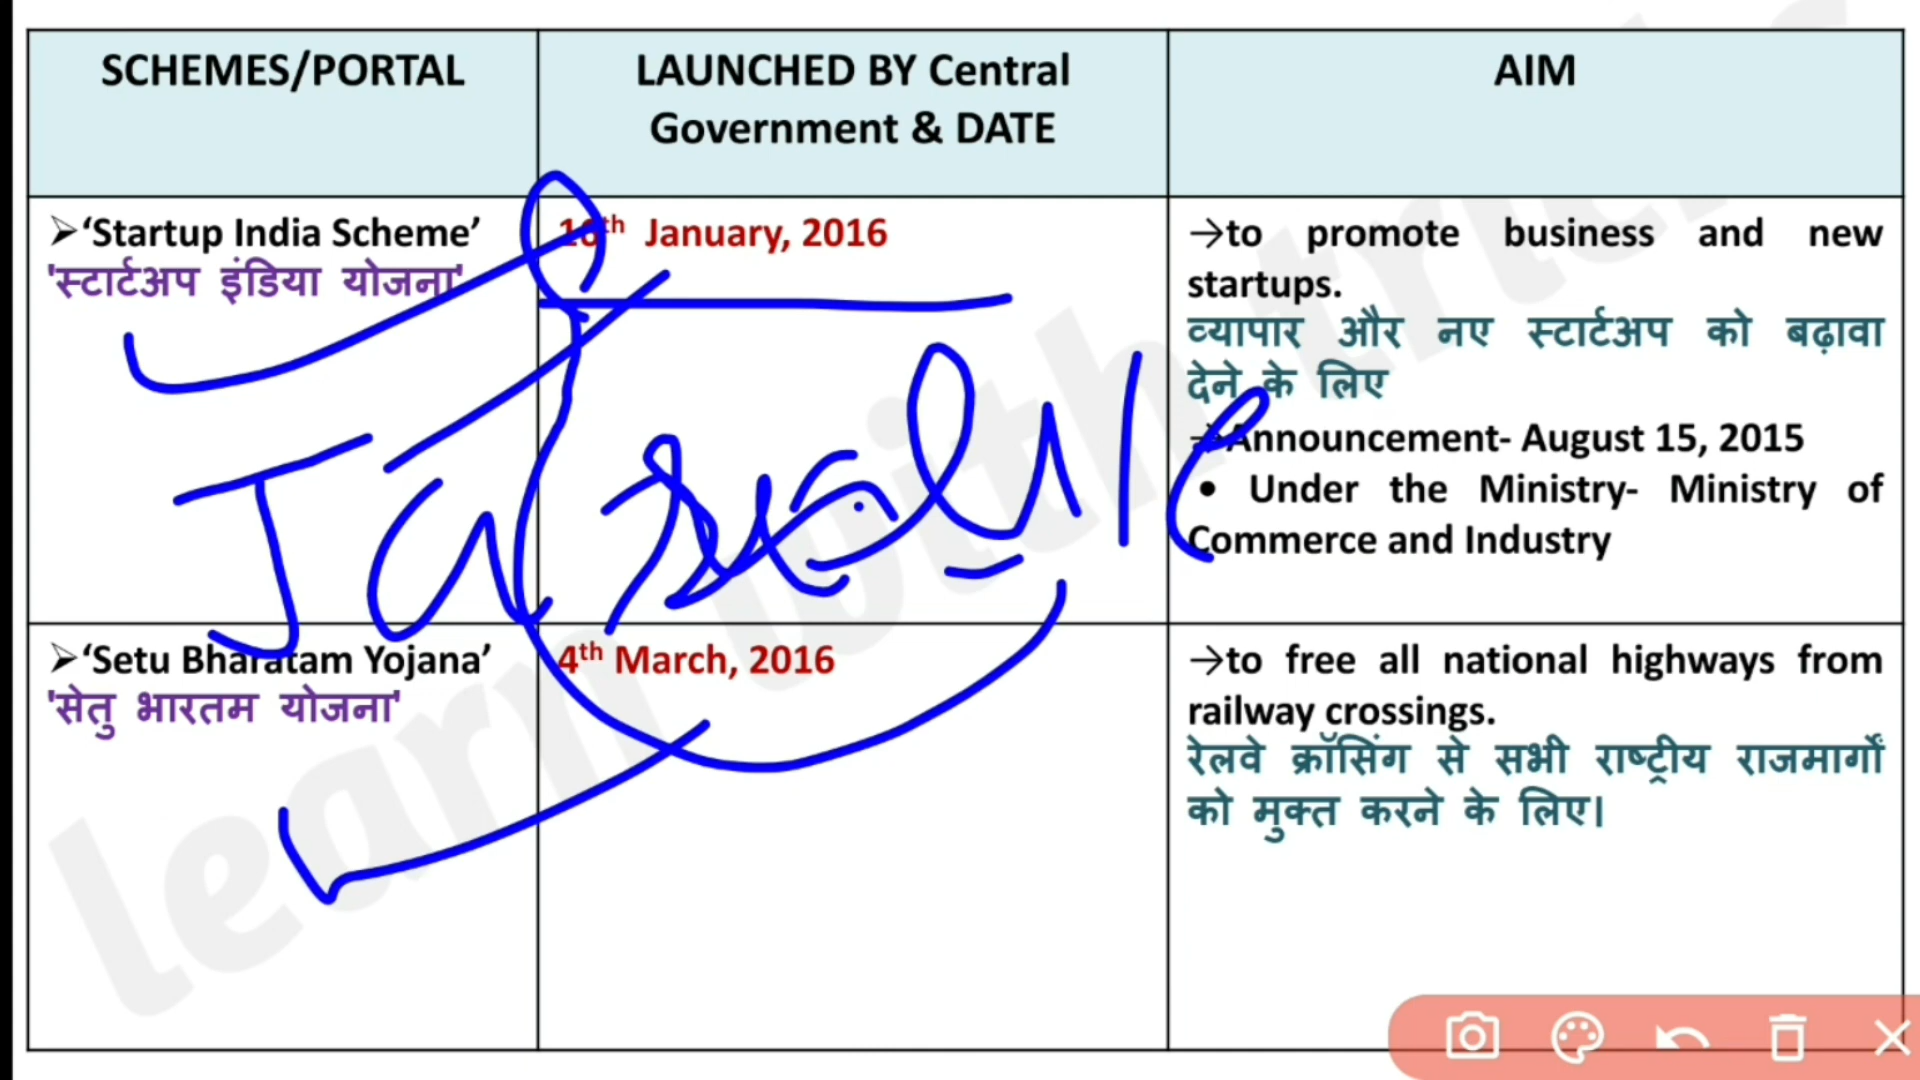 SCHEMES/PORTAL
LAUNCHED BY Central
Government & DATE
AIM
➢‘Startup India Scheme’
'स्टार्टअप इंडिया योजना'
16th January, 2016
→to promote business and new
startups.
व्यापार और नए स्टार्टअप को बढ़ावा
देने के लिए
→Announcement- August 15, 2015
• Under the Ministry- Ministry of
Commerce and Industry
➢‘Setu Bharatam Yojana’
'सेतु भारतम योजना'
4th March, 2016
→to free all national highways from
railway crossings.
रेलवे क्रॉसिंग से सभी राष्ट्रीय राजमार्गों
को मुक्त करने के लिए।
learn with